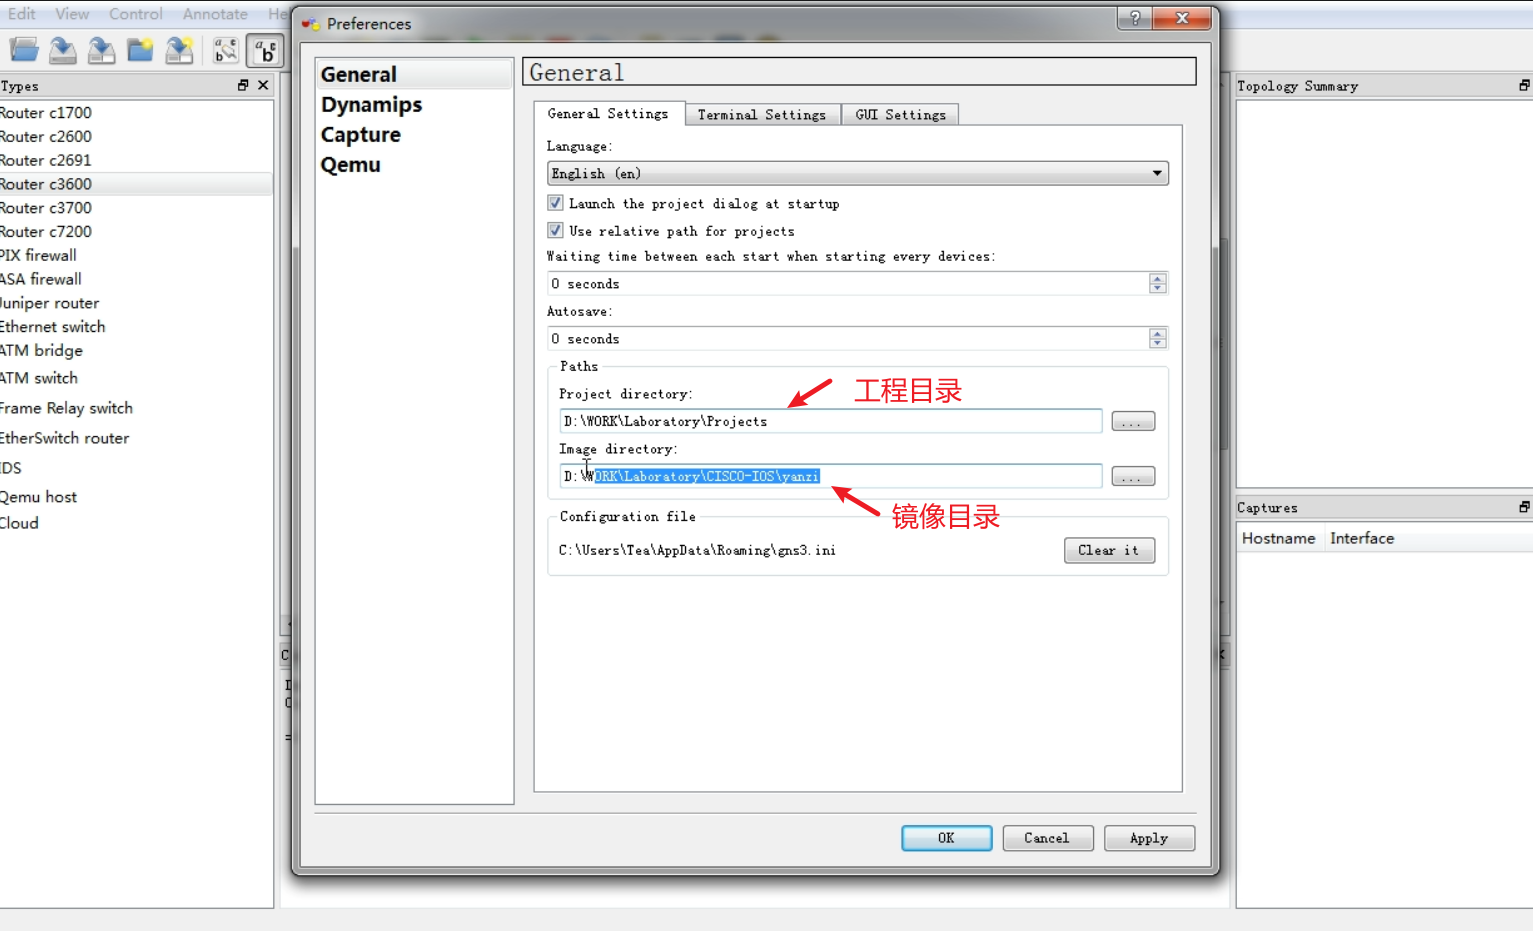 Edit View Control Annotate He
Preferences
Types
Router c1700
Router c2600
Router c2691
Router c3600
Router c3700
Router c7200
PIX firewall
ASA firewall
Juniper router
Ethernet switch
ATM bridge
ATM switch
Frame Relay switch
EtherSwitch router
IDS
Qemu host
Cloud
General
Dynamips
Capture
Qemu
General
General Settings Terminal Settings GUI Settings
Language:
English (en)
Launch the project dialog at startup
Use relative path for projects
Waiting time between each start when starting every devices:
0 seconds
Autosave:
0 seconds
Paths
Project directory:
工程目录
D:\WORK\Laboratory\Projects
...
Image directory:
D:\WORK\Laboratory\CISCO-IOS\yanzi
...
镜像目录
Configuration file
C:\Users\Tea\AppData\Roaming\gns3.ini
Clear it
OK Cancel Apply
Topology Summary
Captures
Hostname Interface